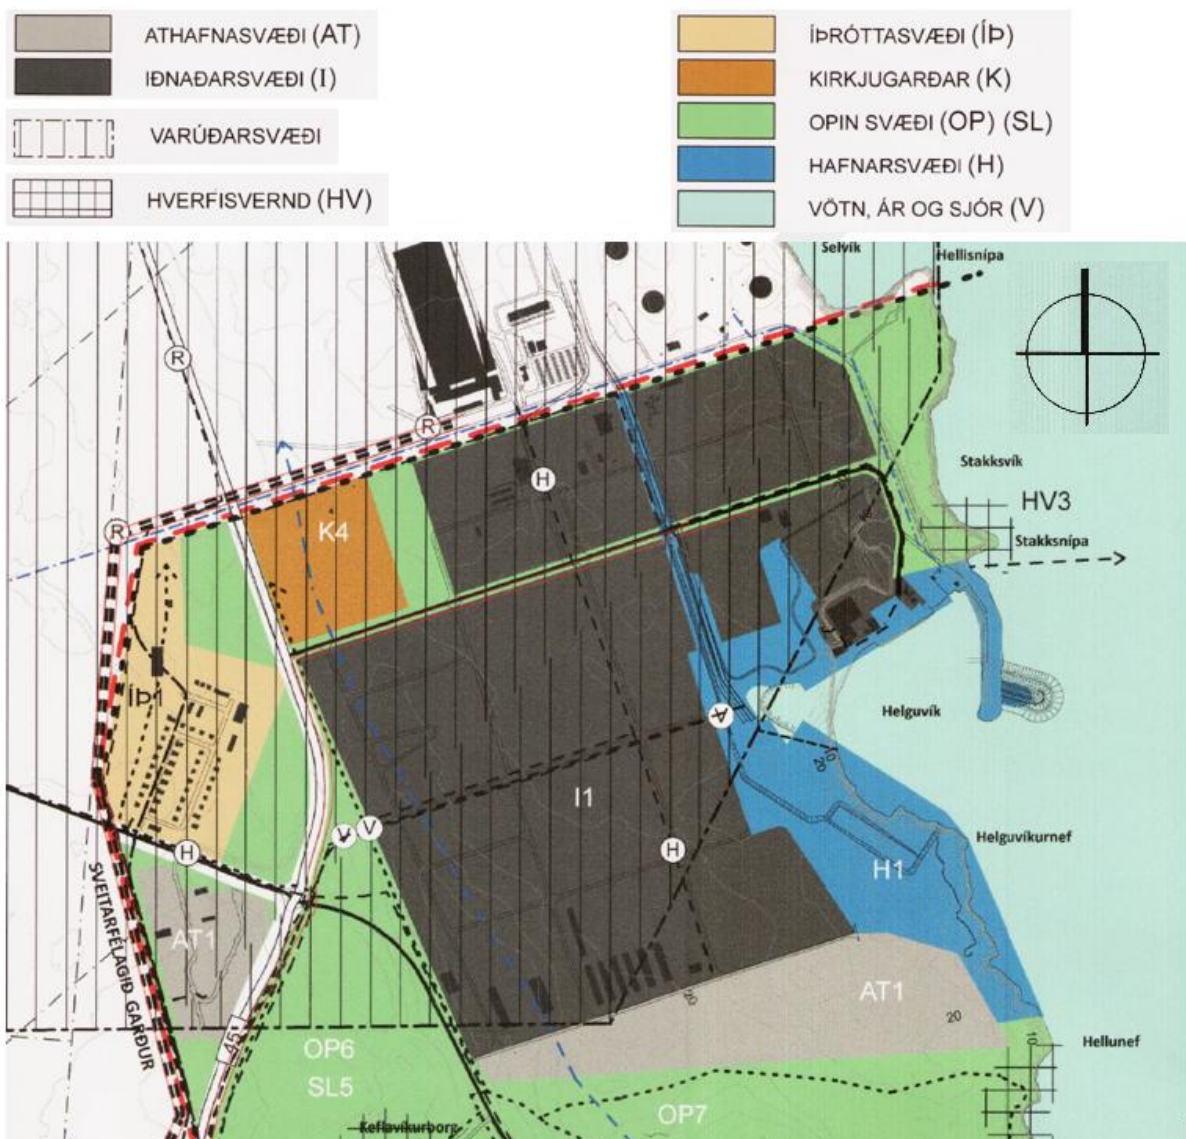 ATHAFNASVÆÐI (AT)
IÐNAÐARSVÆÐI (I)
VARÚÐARSVÆÐI
HVERFISVERND (HV)
ÍÞRÓTTASVÆÐI (ÍÞ)
KIRKJUGARÐAR (K)
OPIN SVÆÐI (OP) (SL)
HAFNARSVÆÐI (H)
VÖTN, ÁR OG SJÓR (V)
Selvík
Hellisnípa
R
R
Stakksvík
H
HV3
R
K4
Stakksnípa
ÍÞ1
A
Helguvík
I1
10
20
V
V
Helguvíkurnef
H
H
H1
SVEITARFÉLAGIÐ GARÐUR
AT1
AT1
20
20
45
OP6
10
Hellunef
SL5
OP7
Keflavíkurborg